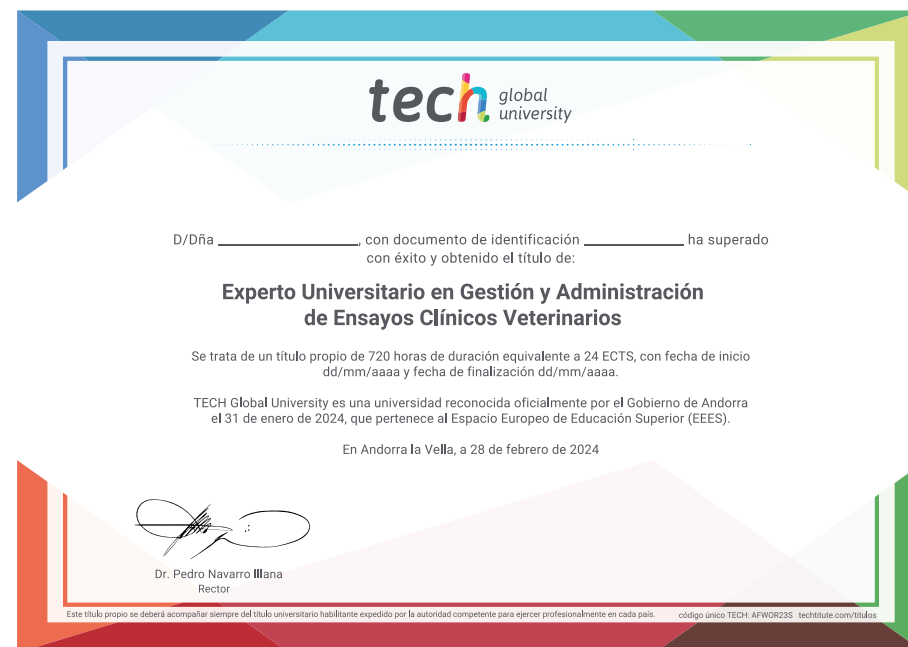 tech global university
D/Dña ____________________, con documento de identificación ______________ ha superado
con éxito y obtenido el título de:
Experto Universitario en Gestión y Administración
de Ensayos Clínicos Veterinarios
Se trata de un título propio de 720 horas de duración equivalente a 24 ECTS, con fecha de inicio
dd/mm/aaaa y fecha de finalización dd/mm/aaaa.
TECH Global University es una universidad reconocida oficialmente por el Gobierno de Andorra
el 31 de enero de 2024, que pertenece al Espacio Europeo de Educación Superior (EEES).
En Andorra la Vella, a 28 de febrero de 2024
Dr. Pedro Navarro Illana
Rector
Este título propio se deberá acompañar siempre del título universitario habilitante expedido por la autoridad competente para ejercer profesionalmente en cada país. código único TECH: AFWOR23S techtitute.com/titulos